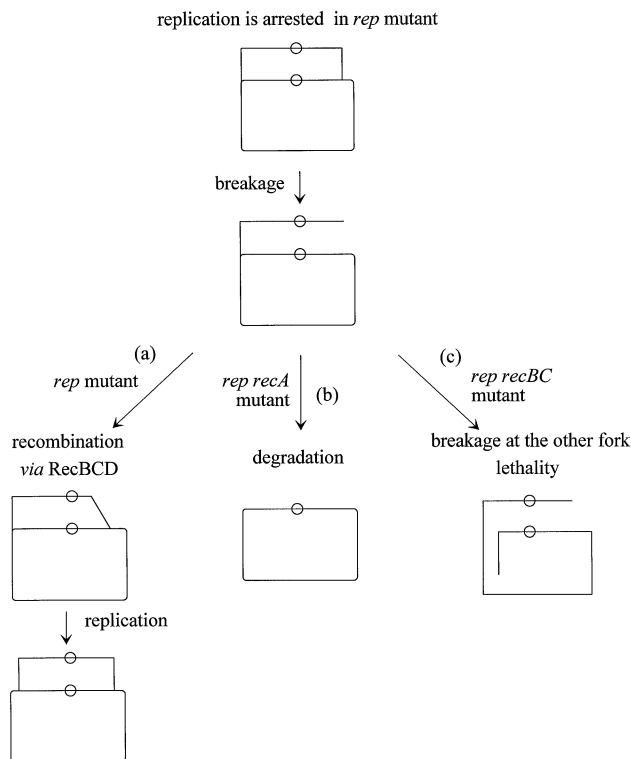 replication is arrested in rep mutant
breakage
(a)
rep mutant
rep recA
mutant
(b)
(c)
rep recBC
mutant
recombination
via RecBCD
degradation
breakage at the other fork
lethality
replication